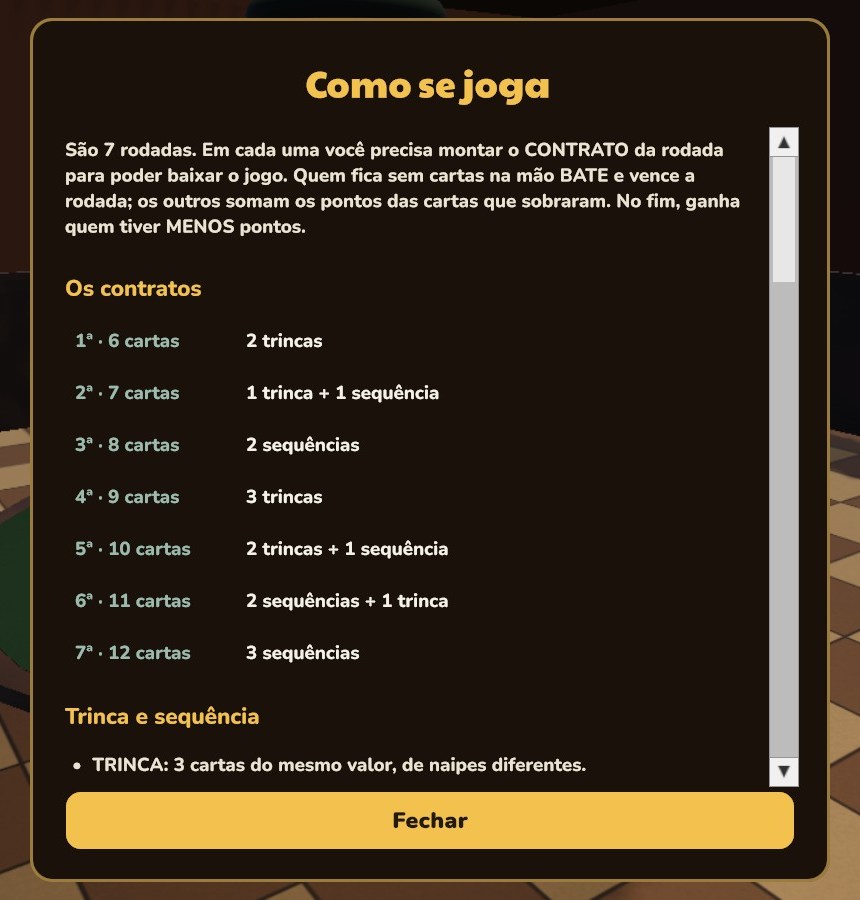 Como se joga
São 7 rodadas. Em cada uma você precisa montar o CONTRATO da rodada
para poder baixar o jogo. Quem fica sem cartas na mão BATE e vence a
rodada; os outros somam os pontos das cartas que sobraram. No fim, ganha
quem tiver MENOS pontos.
Os contratos
1ª · 6 cartas 2 trincas
2ª · 7 cartas 1 trinca + 1 sequência
3ª · 8 cartas 2 sequências
4ª · 9 cartas 3 trincas
5ª · 10 cartas 2 trincas + 1 sequência
6ª · 11 cartas 2 sequências + 1 trinca
7ª · 12 cartas 3 sequências
Trinca e sequência
• TRINCA: 3 cartas do mesmo valor, de naipes diferentes.
Fechar